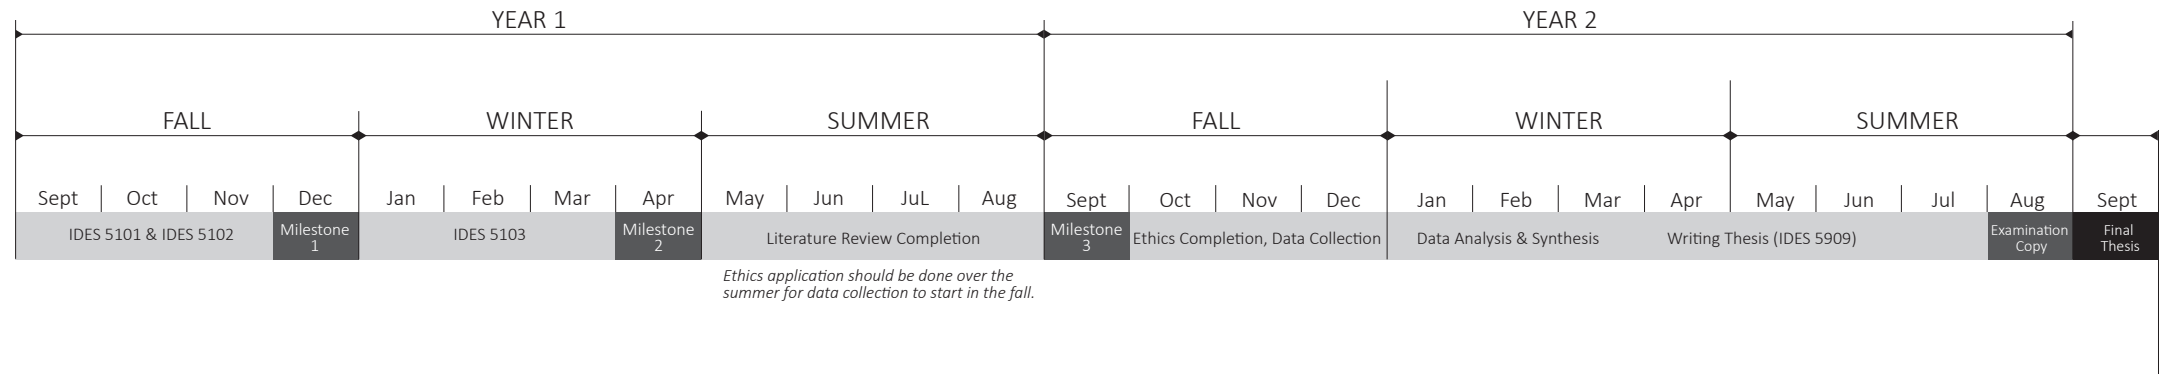 YEAR 1 YEAR 2
FALL WINTER SUMMER FALL WINTER SUMMER
Sept Oct Nov Dec Jan Feb Mar Apr May Jun JuL Aug Sept Oct Nov Dec Jan Feb Mar Apr May Jun Jul Aug Sept
IDES 5101 & IDES 5102
Milestone
1
IDES 5103
Milestone
2
Literature Review Completion
Milestone
3
Ethics Completion, Data Collection
Data Analysis & Synthesis
Writing Thesis (IDES 5909)
Examination
Copy
Final
Thesis
Ethics application should be done over the
summer for data collection to start in the fall.